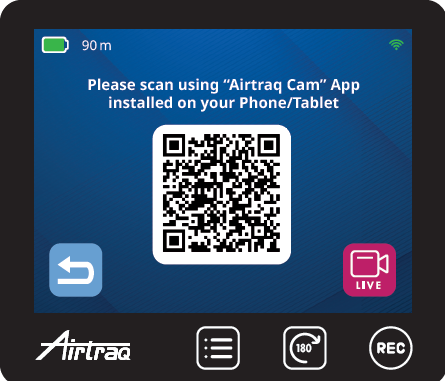 90 m
Please scan using “Airtraq Cam” App
installed on your Phone/Tablet
LIVE
Airtraq
180°
REC